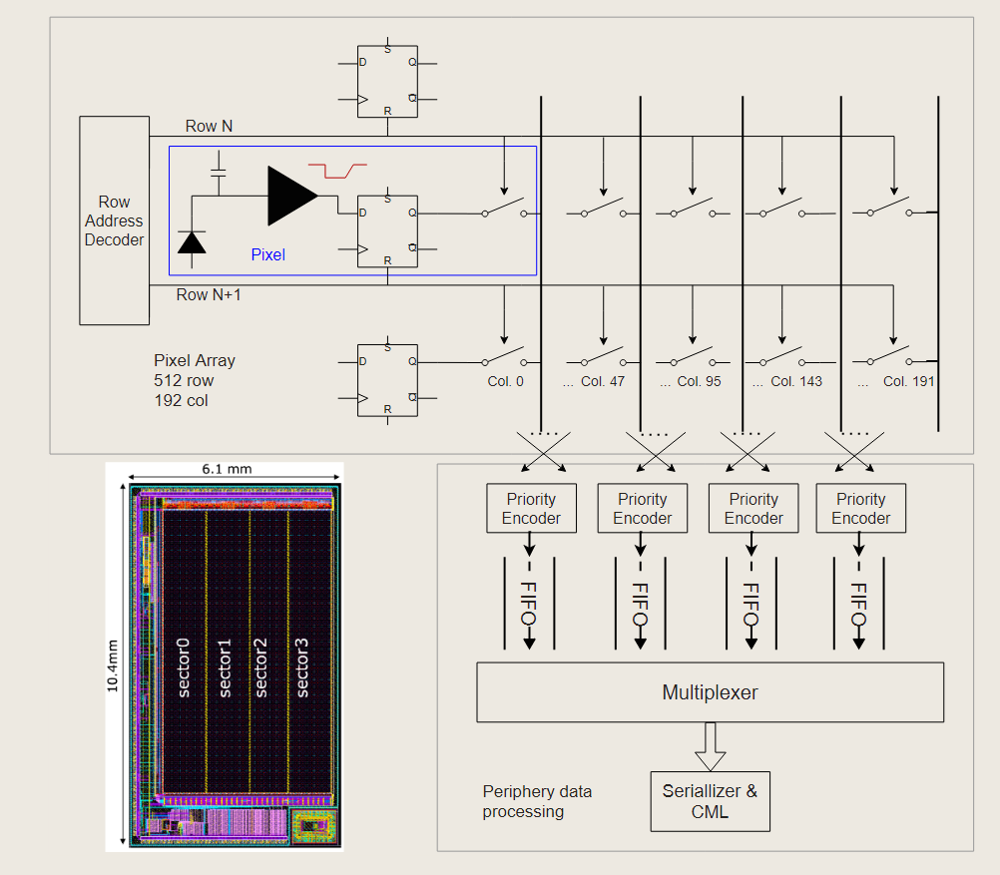 S
D Q
Q
R
Row N
Row
Address
Decoder
S
D Q
Q
R
Pixel
Row N+1
Pixel Array
512 row
192 col
S
D Q
Q
R
Col. 0 ... Col. 47 ... Col. 95 ... Col. 143 ... Col. 191
6.1 mm
10.4mm
sector0
sector1
sector2
sector3
Priority
Encoder
Priority
Encoder
Priority
Encoder
Priority
Encoder
FIFO
FIFO
FIFO
FIFO
Multiplexer
Periphery data
processing
Seriallizer &
CML